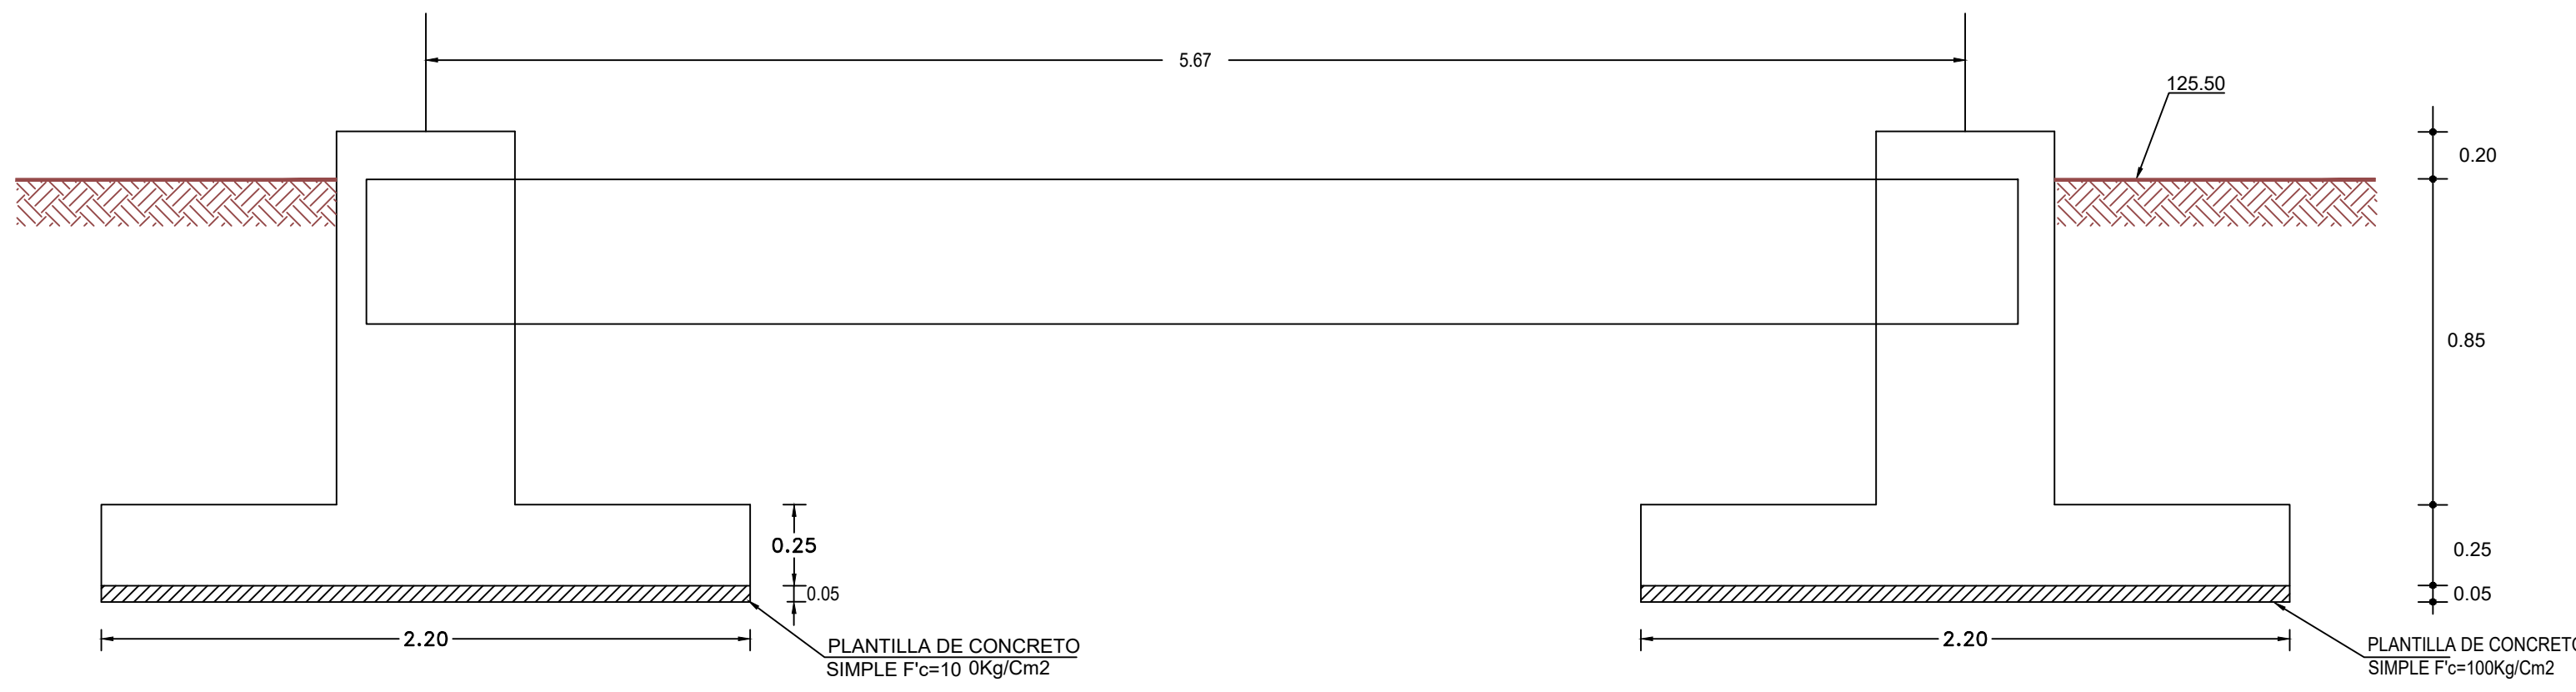 5.67
125.50
0.20
0.85
0.25
0.25
0.05
0.05
2.20
2.20
PLANTILLA DE CONCRETO
SIMPLE F'c=10 0Kg/Cm2
PLANTILLA DE CONCRETO
SIMPLE F'c=100Kg/Cm2